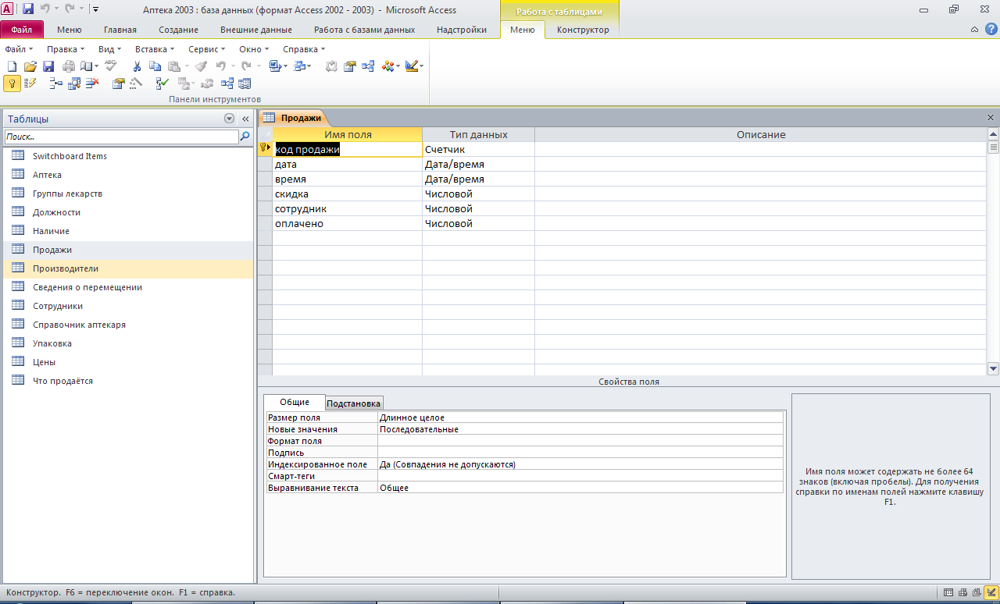 Аптека 2003 : база данных (формат Access 2002 - 2003) - Microsoft Access
Работа с таблицами
Файл Меню Главная Создание Внешние данные Работа с базами данных Надстройки Меню Конструктор
Файл Правка Вид Вставка Сервис Окно Справка
Панели инструментов
Таблицы
Поиск...
Switchboard Items
Аптека
Группы лекарств
Должности
Наличие
Продажи
Производители
Сведения о перемещении
Сотрудники
Справочник аптекаря
Упаковка
Цены
Что продаётся
Продажи
Имя поля Тип данных Описание
код продажи Счетчик
дата Дата/время
время Дата/время
скидка Числовой
сотрудник Числовой
оплачено Числовой
Свойства поля
Общие Подстановка
Размер поля Длинное целое
Новые значения Последовательные
Формат поля
Подпись
Индексированное поле Да (Совпадения не допускаются)
Смарт-теги
Выравнивание текста Общее
Имя поля может содержать не более 64
знаков (включая пробелы). Для получения
справки по именам полей нажмите клавишу
F1.
Конструктор. F6 = переключение окон. F1 = справка.